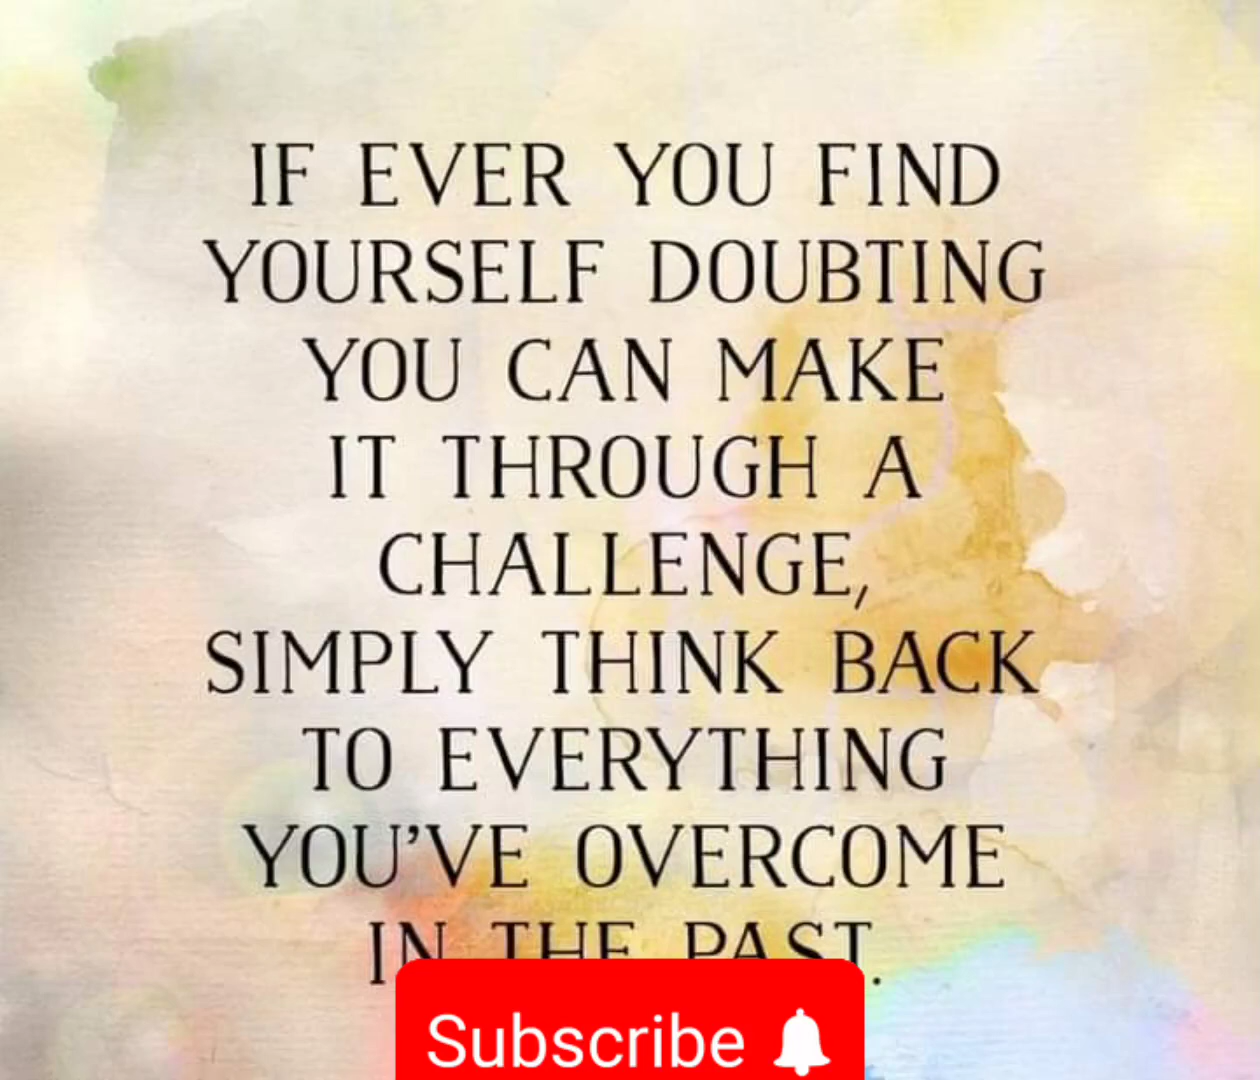 IF EVER YOU FIND
YOURSELF DOUBTING
YOU CAN MAKE
IT THROUGH A
CHALLENGE,
SIMPLY THINK BACK
TO EVERYTHING
YOU'VE OVERCOME
IN THE PAST.
Subscribe